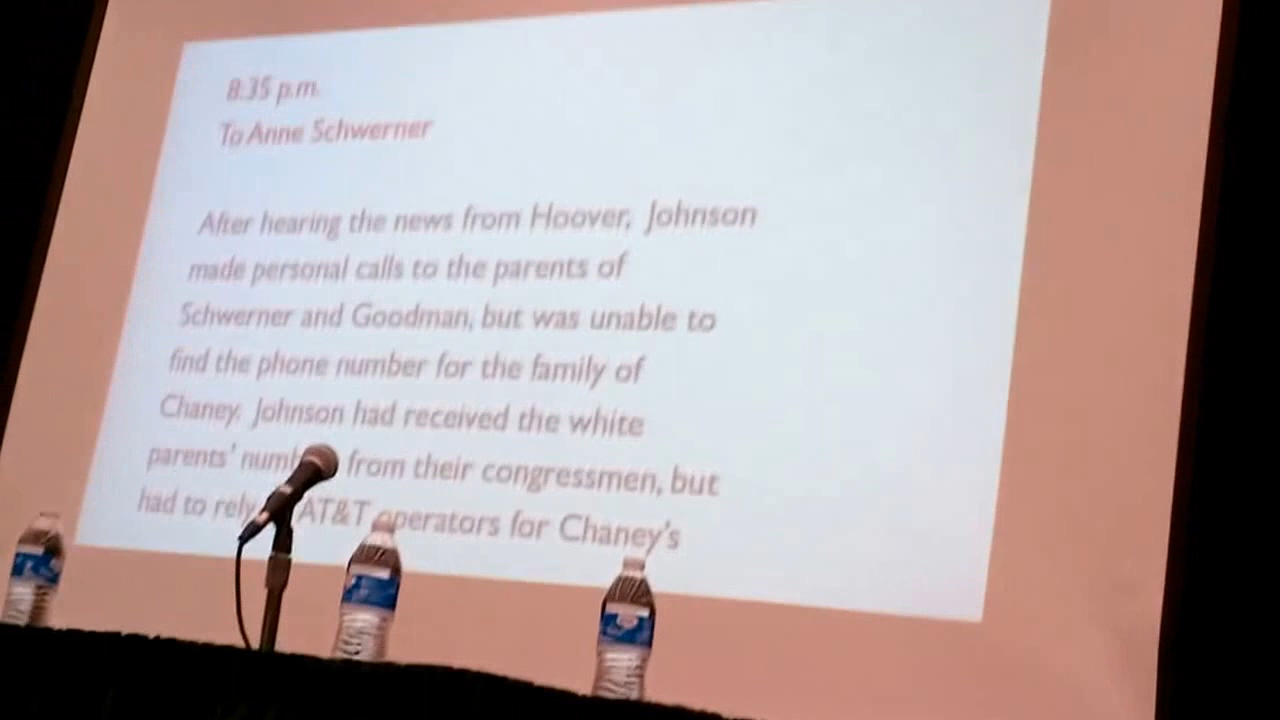 8:35 p.m.
To Anne Schwerner
After hearing the news from Hoover, Johnson
made personal calls to the parents of
Schwerner and Goodman, but was unable to
find the phone number for the family of
Chaney. Johnson had received the white
parents' numb from their congressmen, but
had to rely AT&T operators for Chaney's